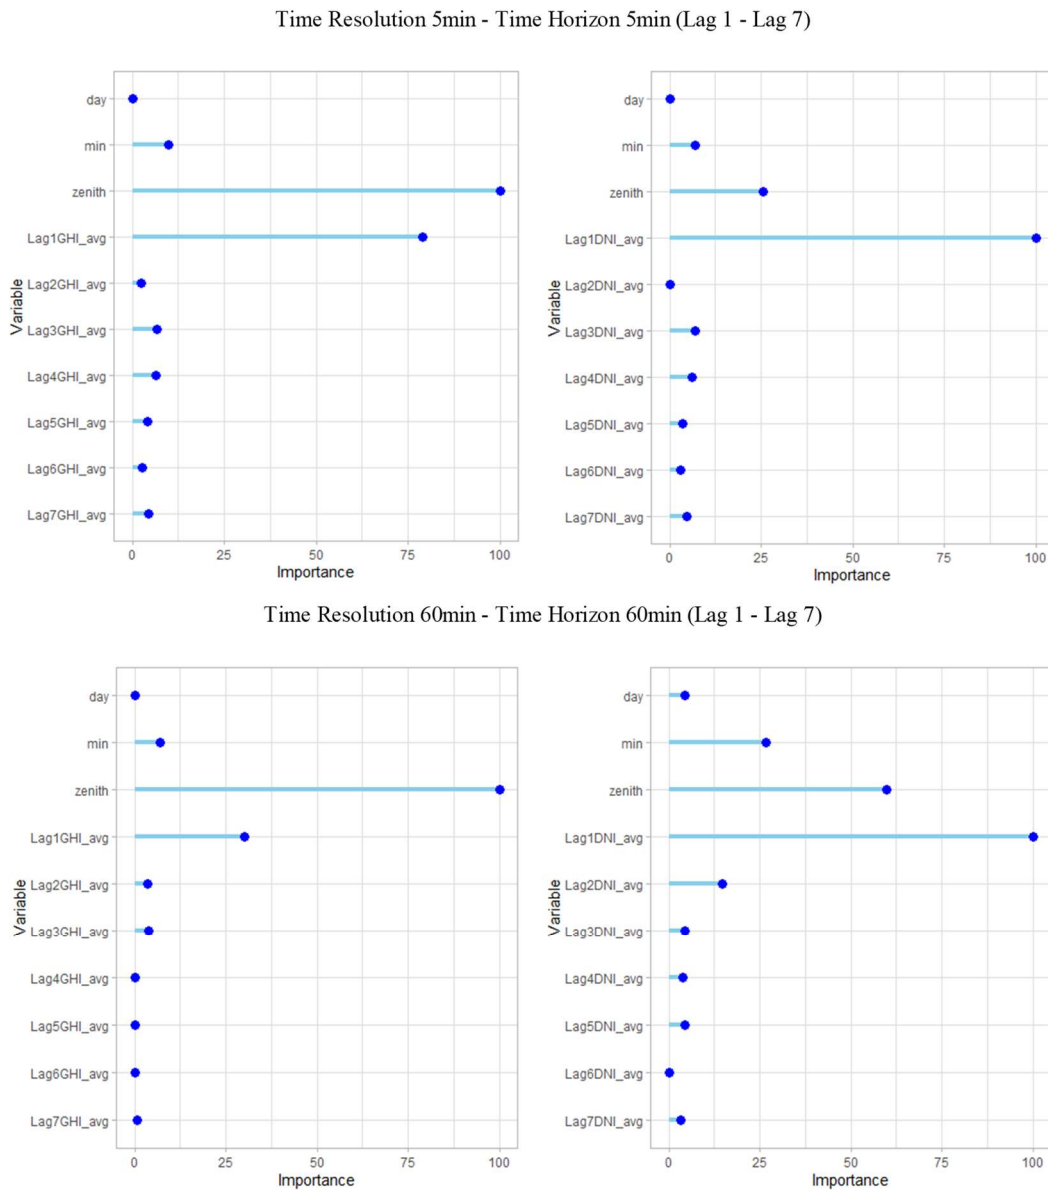 Time Resolution 5min - Time Horizon 5min (Lag 1 - Lag 7)
Variable
day
min
zenith
Lag1GHI_avg
Lag2GHI_avg
Lag3GHI_avg
Lag4GHI_avg
Lag5GHI_avg
Lag6GHI_avg
Lag7GHI_avg
0 25 50 75 100
Importance
Variable
day
min
zenith
Lag1DNI_avg
Lag2DNI_avg
Lag3DNI_avg
Lag4DNI_avg
Lag5DNI_avg
Lag6DNI_avg
Lag7DNI_avg
0 25 50 75 100
Importance
Time Resolution 60min - Time Horizon 60min (Lag 1 - Lag 7)
Variable
day
min
zenith
Lag1GHI_avg
Lag2GHI_avg
Lag3GHI_avg
Lag4GHI_avg
Lag5GHI_avg
Lag6GHI_avg
Lag7GHI_avg
0 25 50 75 100
Importance
Variable
day
min
zenith
Lag1DNI_avg
Lag2DNI_avg
Lag3DNI_avg
Lag4DNI_avg
Lag5DNI_avg
Lag6DNI_avg
Lag7DNI_avg
0 25 50 75 100
Importance